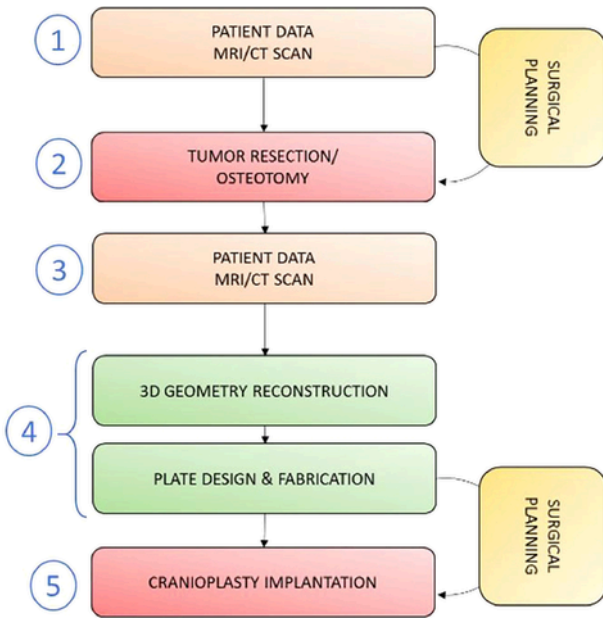 1
PATIENT DATA
MRI/CT SCAN
SURGICAL
PLANNING
2
TUMOR RESECTION/
OSTEOTOMY
3
PATIENT DATA
MRI/CT SCAN
4
3D GEOMETRY RECONSTRUCTION
PLATE DESIGN & FABRICATION
SURGICAL
PLANNING
5
CRANIOPLASTY IMPLANTATION